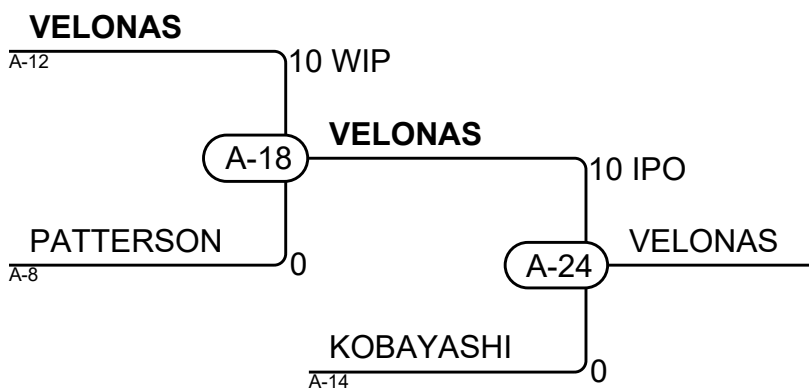 VELONAS
A-12
10 WIP
VELONAS
A-18
10 IPO
PATTERSON
A-8
0
VELONAS
A-24
KOBAYASHI
A-14
0